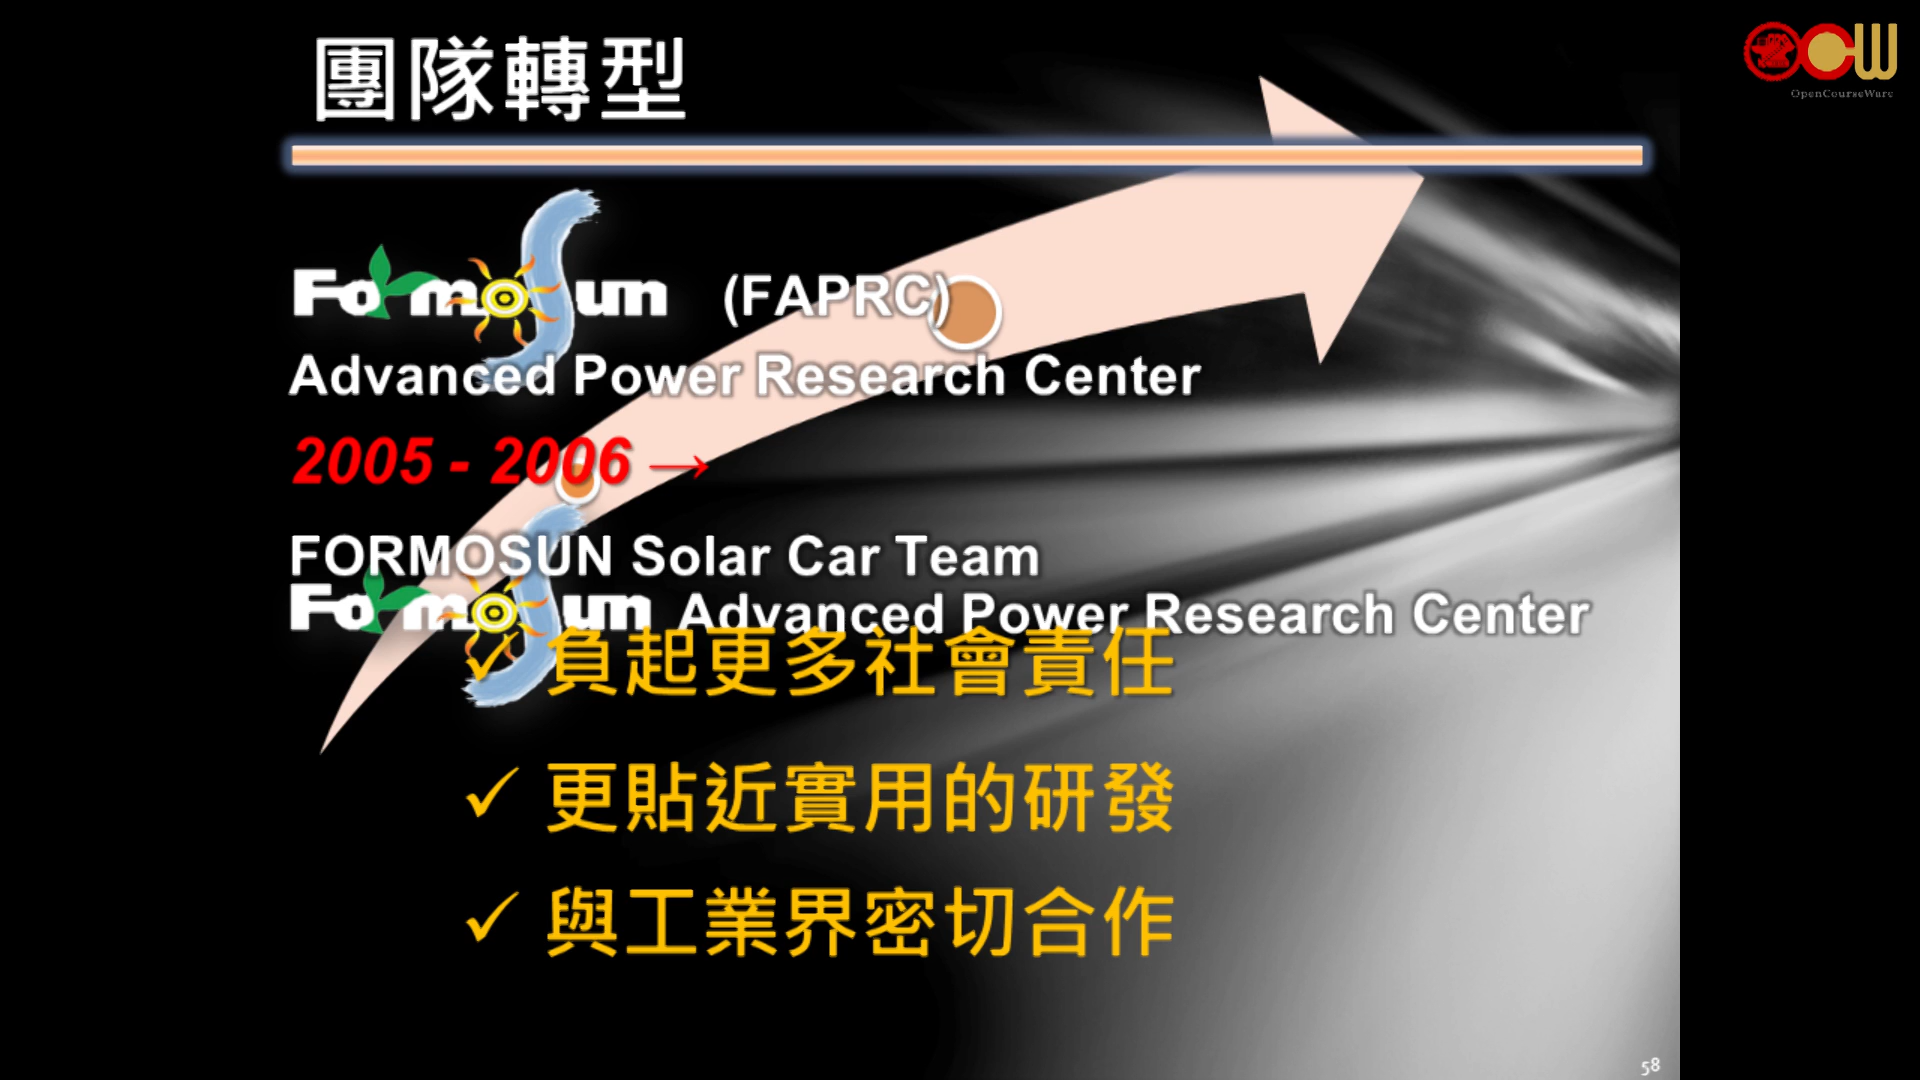 團隊轉型
OpenCourseWare
Formosun (FAPRC)
Advanced Power Research Center
2005 - 2006 →
FORMOSUN Solar Car Team
Formosun Advanced Power Research Center
✓ 負起更多社會責任
✓ 更貼近實用的研發
✓ 與工業界密切合作
58